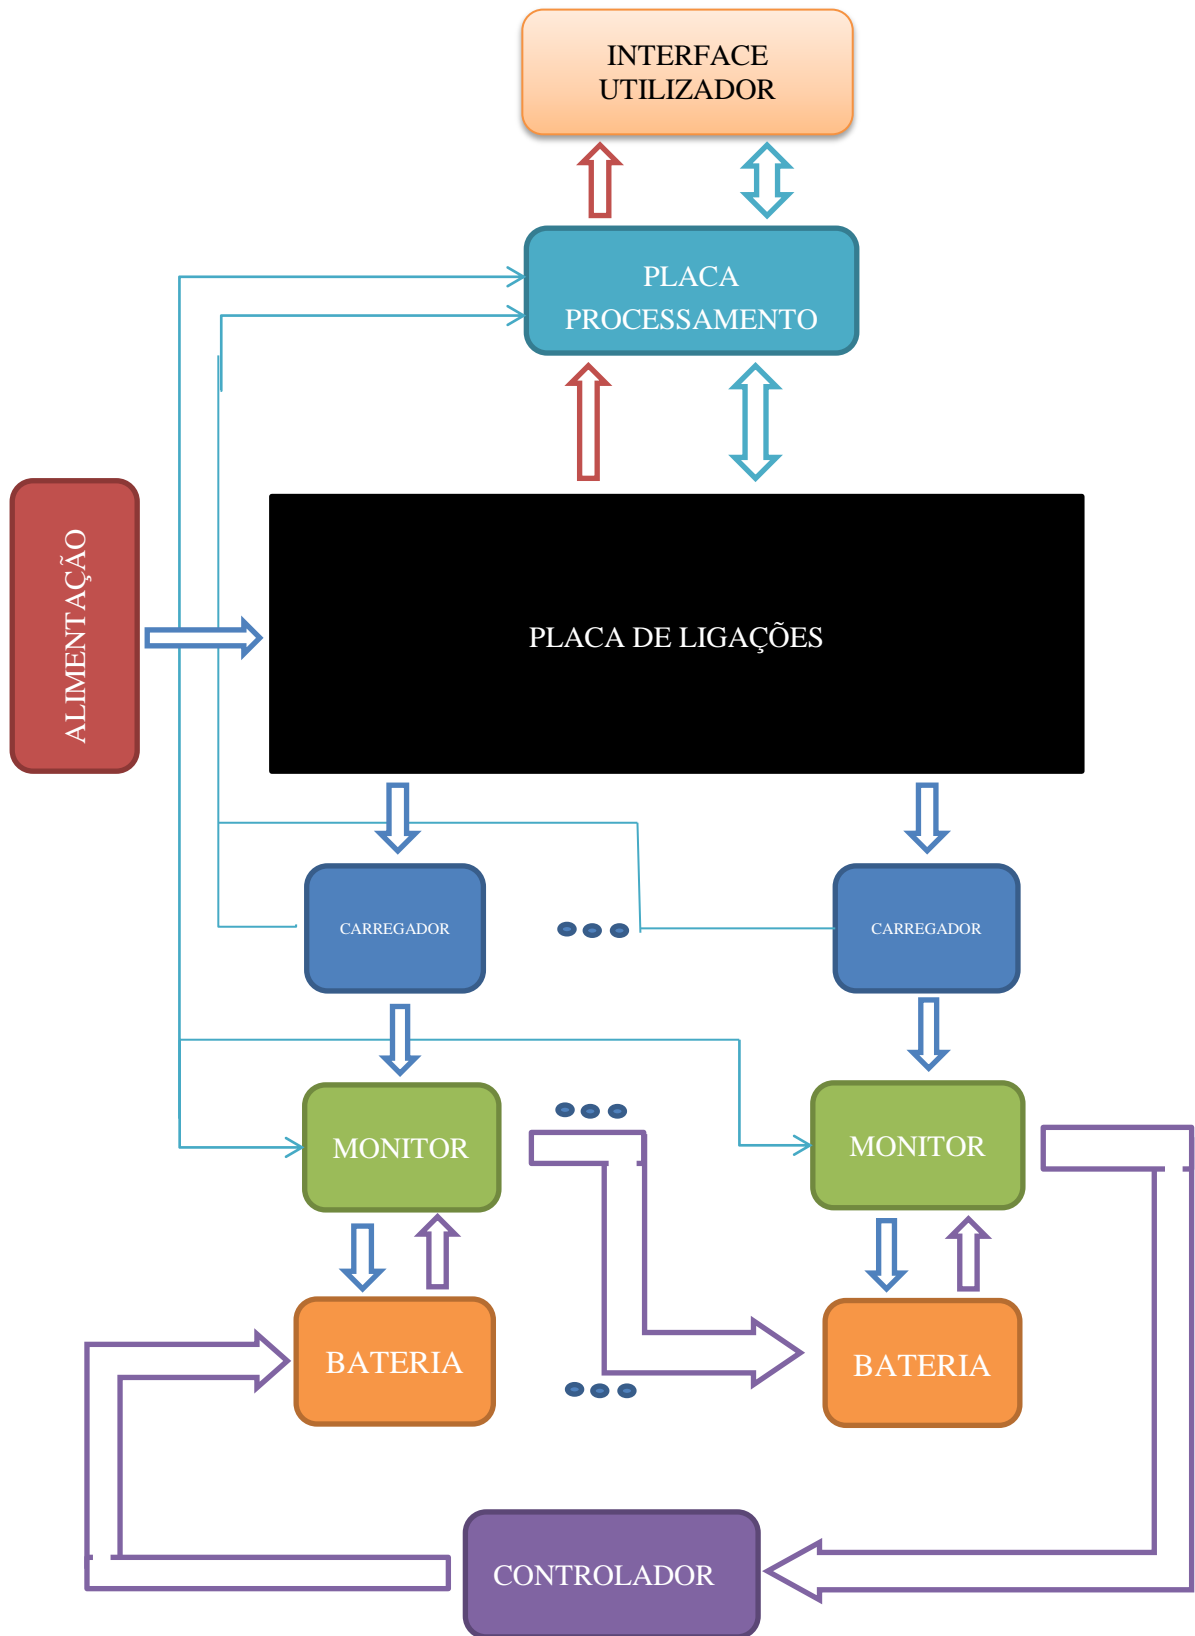 INTERFACE
UTILIZADOR
PLACA
PROCESSAMENTO
ALIMENTAÇÃO
PLACA DE LIGAÇÕES
CARREGADOR
CARREGADOR
MONITOR
MONITOR
BATERIA
BATERIA
CONTROLADOR